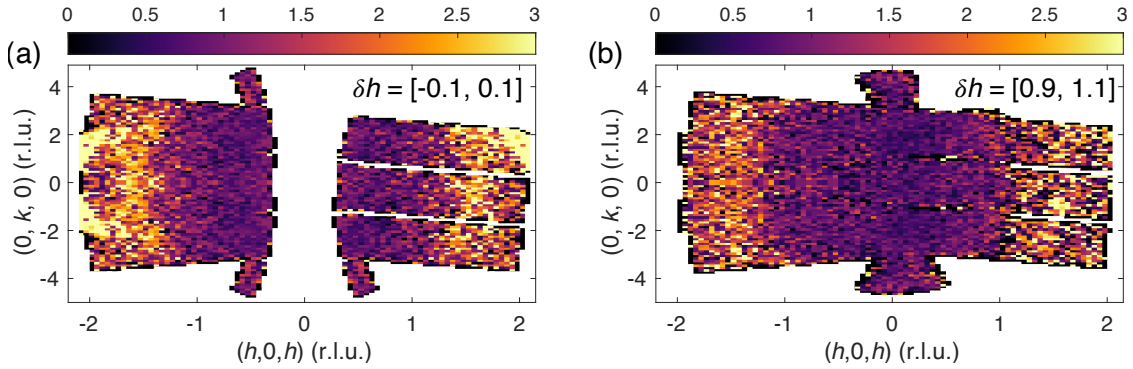 0 0.5 1 1.5 2 2.5 3
(a)
δh = [-0.1, 0.1]
4
2
0
-2
-4
(0, k, 0) (r.l.u.)
-2 -1 0 1 2
(h,0,h) (r.l.u.)
0 0.5 1 1.5 2 2.5 3
(b)
δh = [0.9, 1.1]
4
2
0
-2
-4
(0, k, 0) (r.l.u.)
-2 -1 0 1 2
(h,0,h) (r.l.u.)